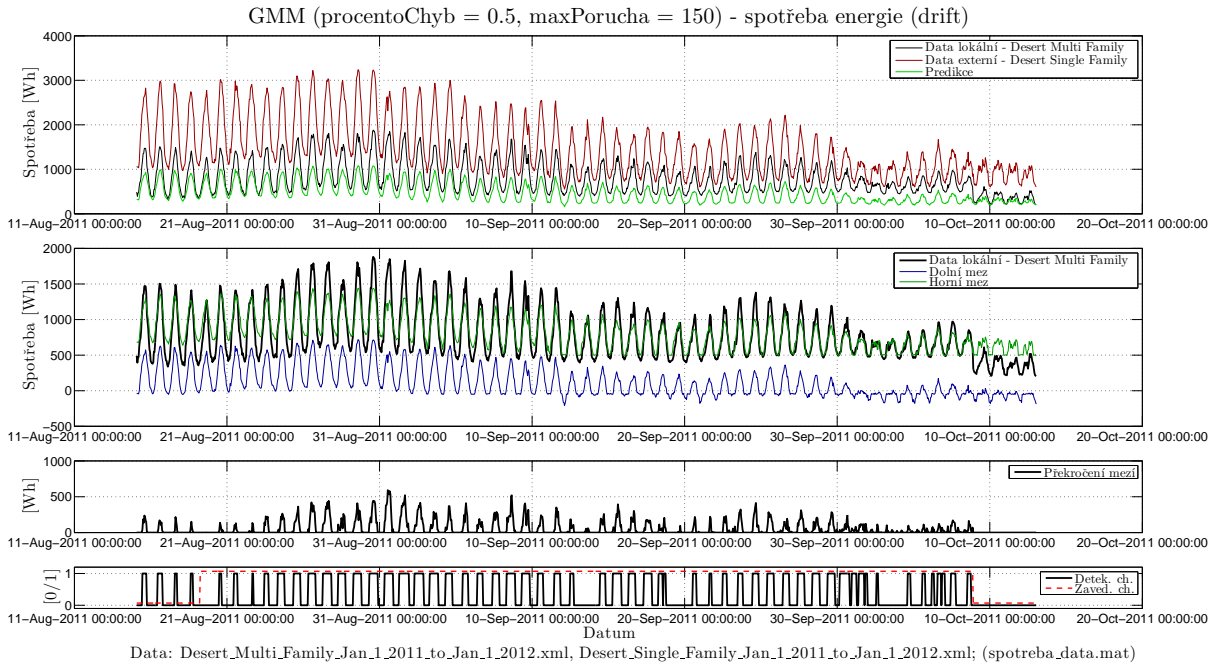 GMM (procentoChyb = 0.5, maxPorucha = 150) - spotřeba energie (drift)
4000
3000
2000
1000
0
Spotřeba [Wh]
Data lokální - Desert Multi Family
Data externí - Desert Single Family
Predikce
11−Aug−2011 00:00:00 21−Aug−2011 00:00:00 31−Aug−2011 00:00:00 10−Sep−2011 00:00:00 20−Sep−2011 00:00:00 30−Sep−2011 00:00:00 10−Oct−2011 00:00:00 20−Oct−2011 00:00:00
2000
1500
1000
500
0
−500
Spotřeba [Wh]
Data lokální - Desert Multi Family
Dolní mez
Horní mez
11−Aug−2011 00:00:00 21−Aug−2011 00:00:00 31−Aug−2011 00:00:00 10−Sep−2011 00:00:00 20−Sep−2011 00:00:00 30−Sep−2011 00:00:00 10−Oct−2011 00:00:00 20−Oct−2011 00:00:00
1000
500
0
[Wh]
Překročení mezí
11−Aug−2011 00:00:00 21−Aug−2011 00:00:00 31−Aug−2011 00:00:00 10−Sep−2011 00:00:00 20−Sep−2011 00:00:00 30−Sep−2011 00:00:00 10−Oct−2011 00:00:00 20−Oct−2011 00:00:00
1
0
[0/1]
Detek. ch.
Zaved. ch.
11−Aug−2011 00:00:00 21−Aug−2011 00:00:00 31−Aug−2011 00:00:00 10−Sep−2011 00:00:00 20−Sep−2011 00:00:00 30−Sep−2011 00:00:00 10−Oct−2011 00:00:00 20−Oct−2011 00:00:00
Datum
Data: Desert_Multi_Family_Jan_1_2011_to_Jan_1_2012.xml, Desert_Single_Family_Jan_1_2011_to_Jan_1_2012.xml; (spotreba_data.mat)